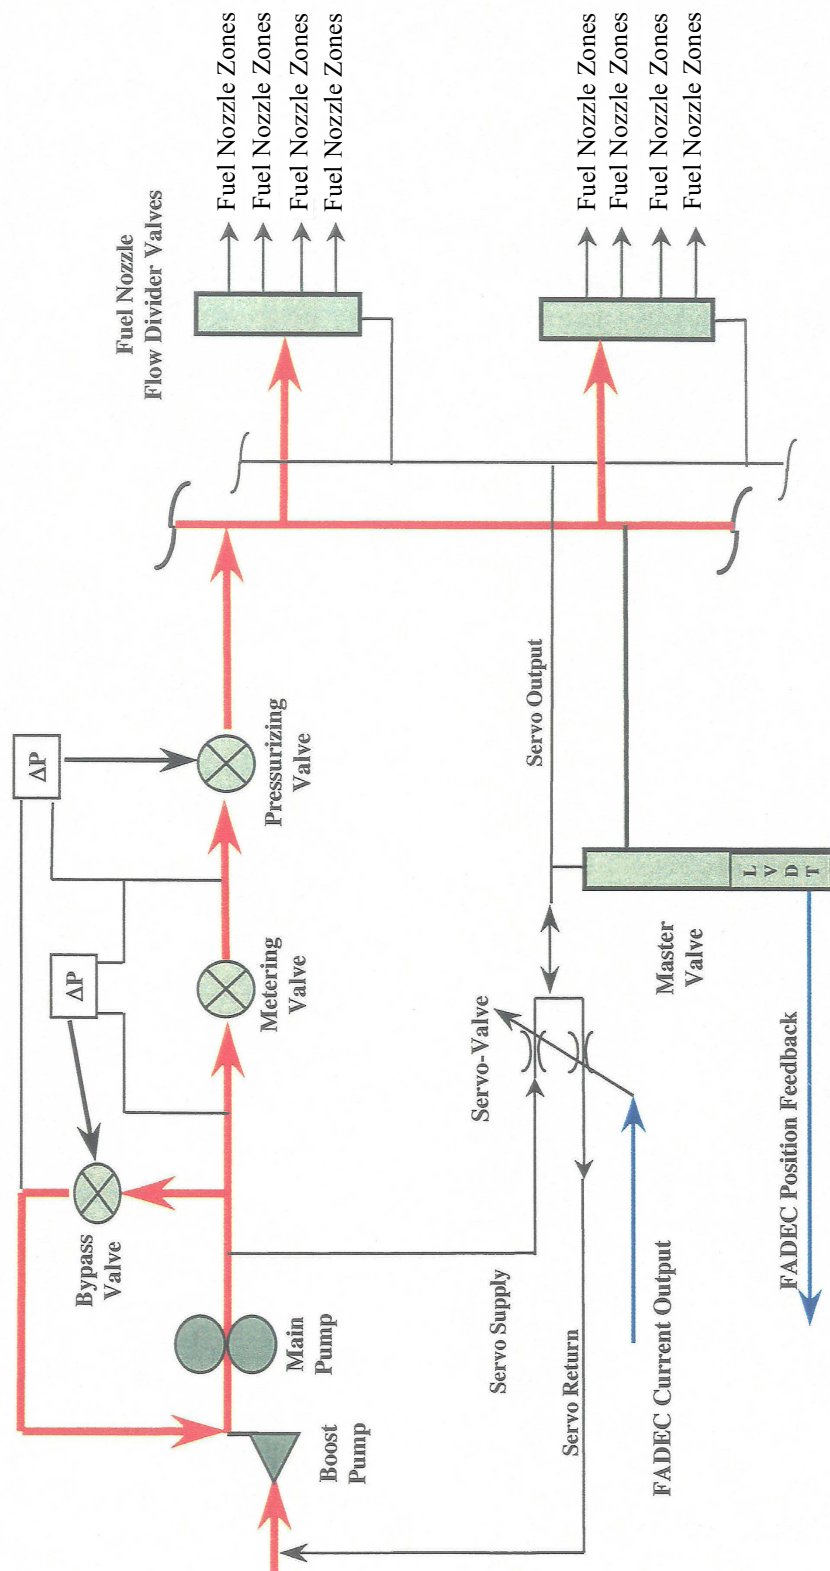 Fuel Nozzle
Flow Divider Valves
Fuel Nozzle Zones
Fuel Nozzle Zones
Fuel Nozzle Zones
Fuel Nozzle Zones
Fuel Nozzle Zones
Fuel Nozzle Zones
Fuel Nozzle Zones
Fuel Nozzle Zones
ΔP
ΔP
Bypass
Valve
Metering
Valve
Pressurizing
Valve
Main
Pump
Boost
Pump
Servo Supply
Servo Return
Servo-Valve
Servo Output
Master
Valve
L
V
D
T
FADEC Current Output
FADEC Position Feedback